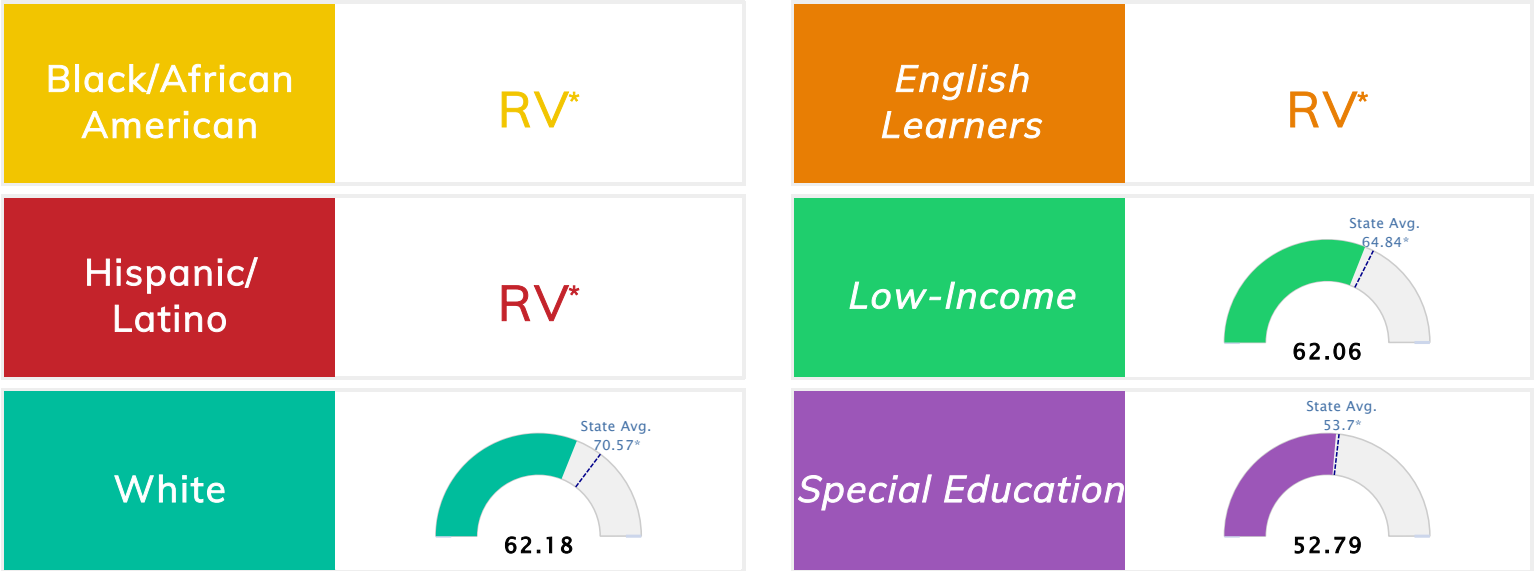 Black/African
American
RV*
English
Learners
RV*
Hispanic/
Latino
RV*
Low-Income
State Avg.
64.84*
62.06
White
State Avg.
70.57*
62.18
Special Education
State Avg.
53.7*
52.79